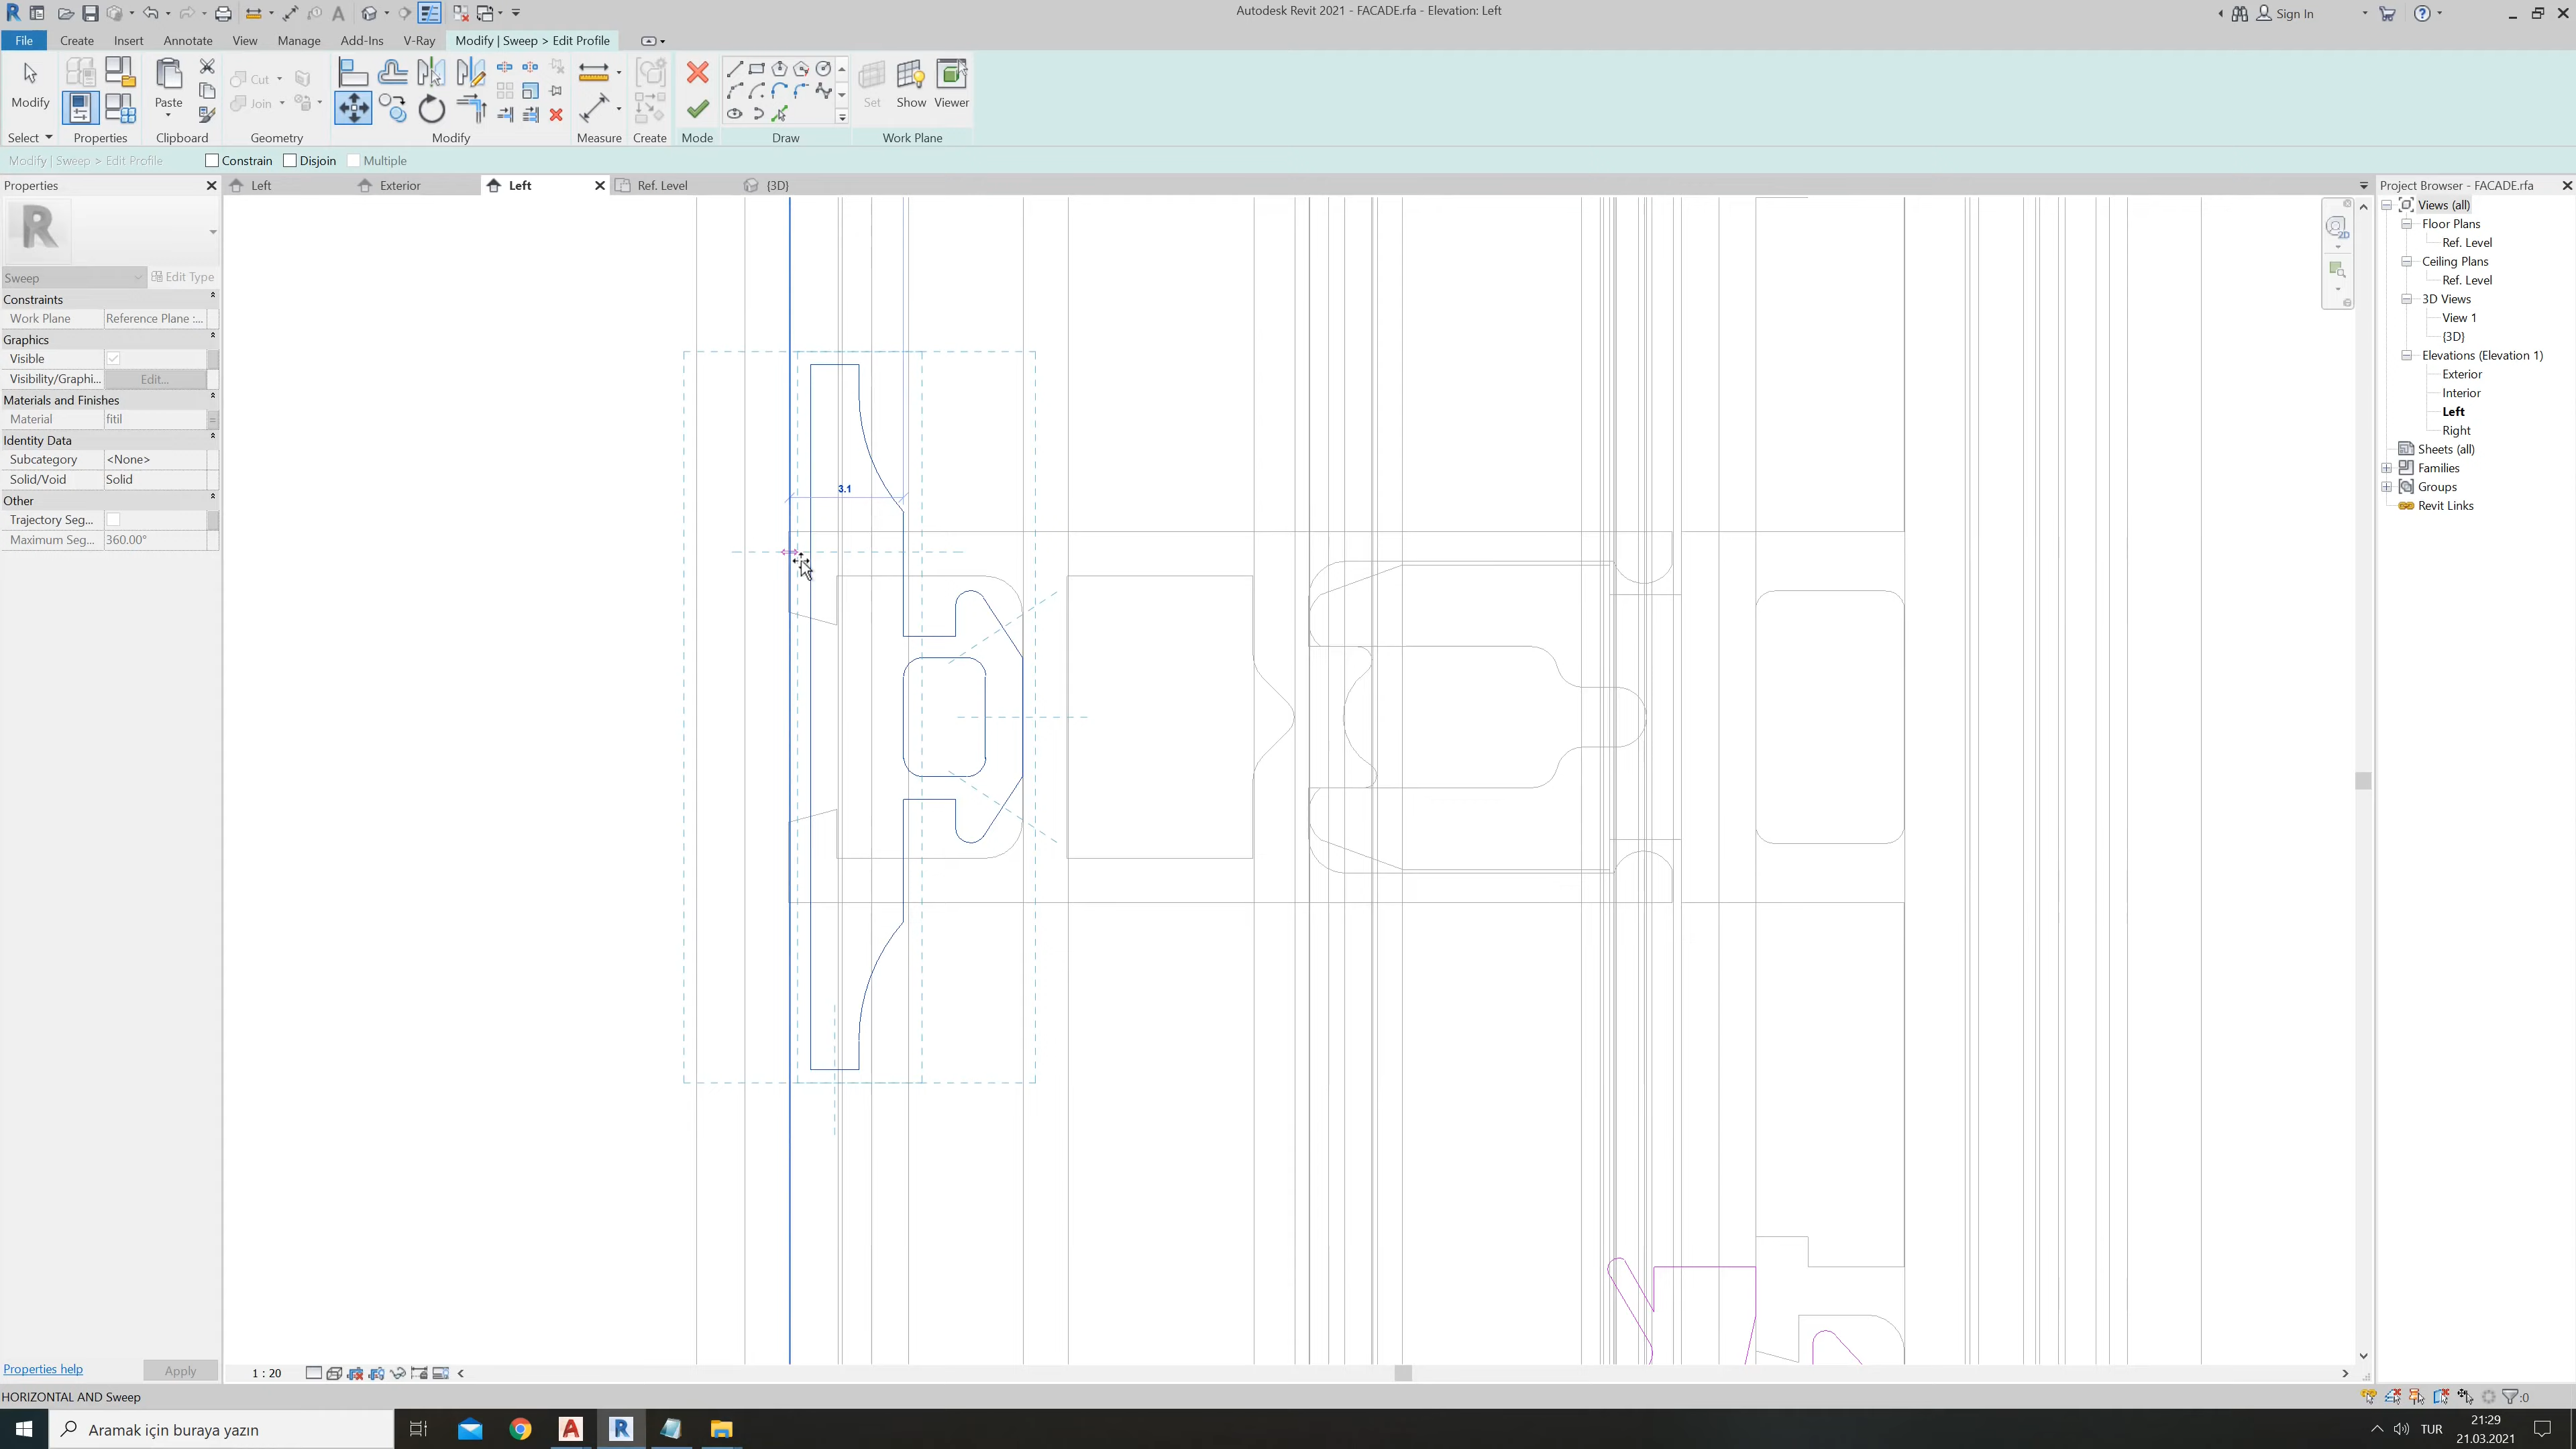 Autodesk Revit 2021 - FACADE.rfa - Elevation: Left
Sign In
File Create Insert Annotate View Manage Add-Ins V-Ray Modify | Sweep > Edit Profile
Modify
Paste
Cut
Join
Set Show Viewer
Select Properties Clipboard Geometry Modify Measure Create Mode Draw Work Plane
Modify | Sweep > Edit Profile Constrain Disjoin Multiple
Properties
Left Exterior Left Ref. Level {3D}
Project Browser - FACADE.rfa
Sweep Edit Type
Constraints
Work Plane Reference Plane :...
Graphics
Visible
Visibility/Graphi... Edit...
Materials and Finishes
Material fitil
Identity Data
Subcategory <None>
Solid/Void Solid
Other
Trajectory Seg...
Maximum Seg... 360.00°
3.1
2D
Views (all)
Floor Plans
Ref. Level
Ceiling Plans
Ref. Level
3D Views
View 1
{3D}
Elevations (Elevation 1)
Exterior
Interior
Left
Right
Sheets (all)
Families
Groups
Revit Links
Properties help Apply
1 : 20
HORIZONTAL AND Sweep
:0
Aramak için buraya yazın
TUR
21:29
21.03.2021